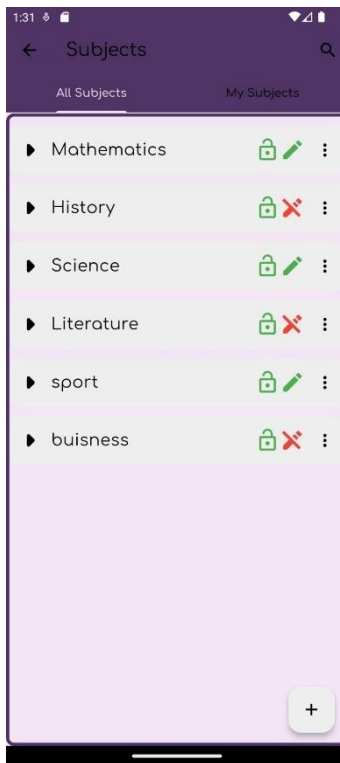 1:31
Subjects
All Subjects My Subjects
Mathematics
History
Science
Literature
sport
buisness
+